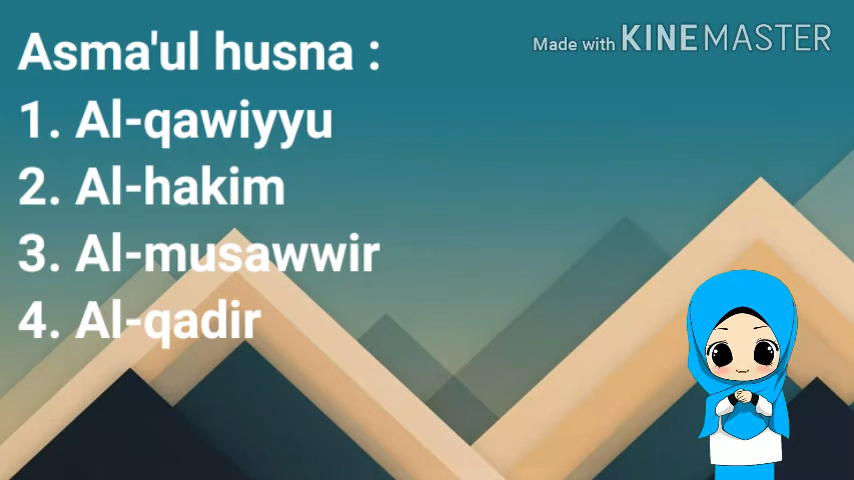 Asma'ul husna :
Made with KINEMASTER
1. Al-qawiyyu
2. Al-hakim
3. Al-musawwir
4. Al-qadir